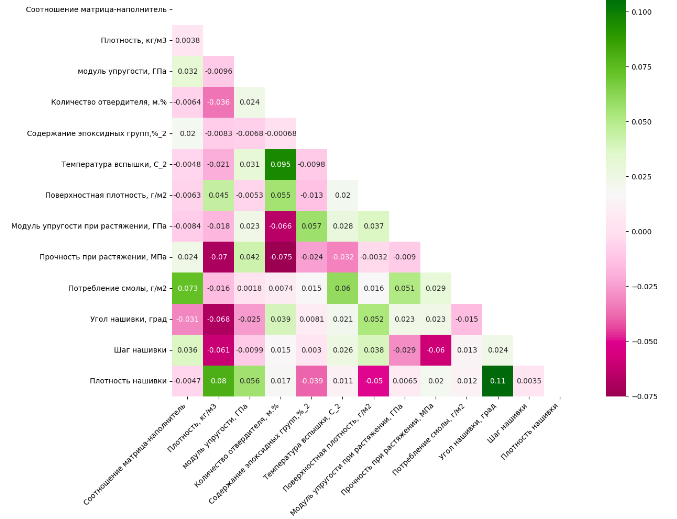 Соотношение матрица-наполнитель
Плотность, кг/м3 0.0038
модуль упругости, ГПа 0.032 -0.0096
Количество отвердителя, м.% -0.0064 -0.036 0.024
Содержание эпоксидных групп,%_2 0.02 -0.0083 -0.0068 -0.00068
Температура вспышки, С_2 -0.0048 -0.021 0.031 0.095 -0.0098
Поверхностная плотность, г/м2 -0.0063 0.045 -0.0053 0.055 -0.013 0.02
Модуль упругости при растяжении, ГПа -0.0084 -0.018 0.023 -0.066 0.057 0.028 0.037
Прочность при растяжении, МПа 0.024 -0.07 0.042 -0.075 -0.024 -0.032 -0.0032 -0.009
Потребление смолы, г/м2 0.073 -0.016 0.0018 0.0074 0.015 0.06 0.016 0.051 0.029
Угол нашивки, град -0.031 -0.068 -0.025 0.039 0.0081 0.021 0.052 0.023 0.023 -0.015
Шаг нашивки 0.036 -0.061 -0.0099 0.015 0.003 0.026 0.038 -0.029 -0.06 0.013 0.024
Плотность нашивки -0.0047 0.08 0.056 0.017 -0.039 0.011 -0.05 0.0065 0.02 0.012 0.11 0.0035
Соотношение матрица-наполнитель
Плотность, кг/м3
модуль упругости, ГПа
Количество отвердителя, м.%
Содержание эпоксидных групп,%_2
Температура вспышки, С_2
Поверхностная плотность, г/м2
Модуль упругости при растяжении, ГПа
Прочность при растяжении, МПа
Потребление смолы, г/м2
Угол нашивки, град
Шаг нашивки
Плотность нашивки
0.100
0.075
0.050
0.025
0.000
−0.025
−0.050
−0.075